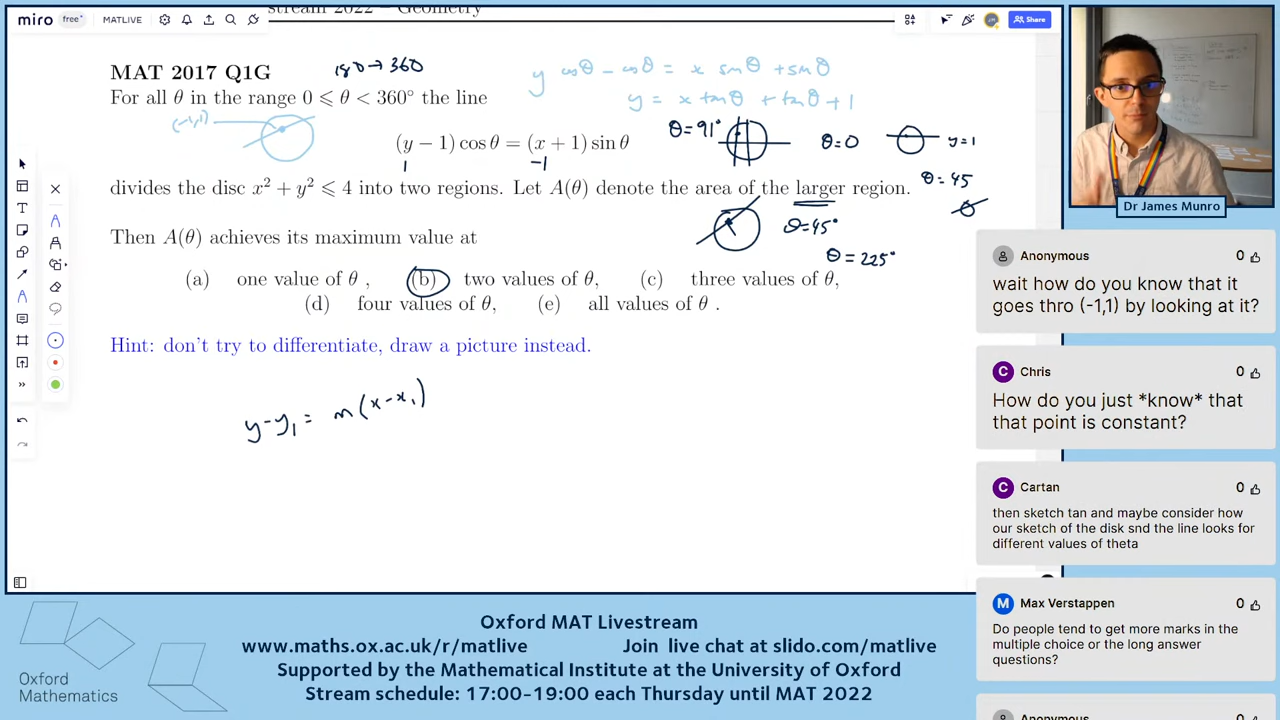 stream 2022 – Geometry
miro free MATLIVE Share
MAT 2017 Q1G
180 → 360
For all θ in the range 0 ⩽ θ < 360° the line
y cosθ - cosθ = x sinθ + sinθ
y = x tanθ + tanθ + 1
(-1,1)
θ = 91°
θ = 0
y = 1
(y − 1) cos θ = (x + 1) sin θ
1 -1
θ = 45
divides the disc x² + y² ⩽ 4 into two regions. Let A(θ) denote the area of the larger region.
θ = 45°
θ = 225°
Then A(θ) achieves its maximum value at
(a) one value of θ , (b) two values of θ, (c) three values of θ,
(d) four values of θ, (e) all values of θ .
Hint: don't try to differentiate, draw a picture instead.
y - y₁ = m(x - x₁)
Dr James Munro
Anonymous 0
wait how do you know that it
goes thro (-1,1) by looking at it?
C Chris 0
How do you just *know* that
that point is constant?
C Cartan 0
then sketch tan and maybe consider how
our sketch of the disk snd the line looks for
different values of theta
M Max Verstappen 0
Do people tend to get more marks in the
multiple choice or the long answer
questions?
Anonymous 0
Oxford
Mathematics
Oxford MAT Livestream
www.maths.ox.ac.uk/r/matlive Join live chat at slido.com/matlive
Supported by the Mathematical Institute at the University of Oxford
Stream schedule: 17:00-19:00 each Thursday until MAT 2022